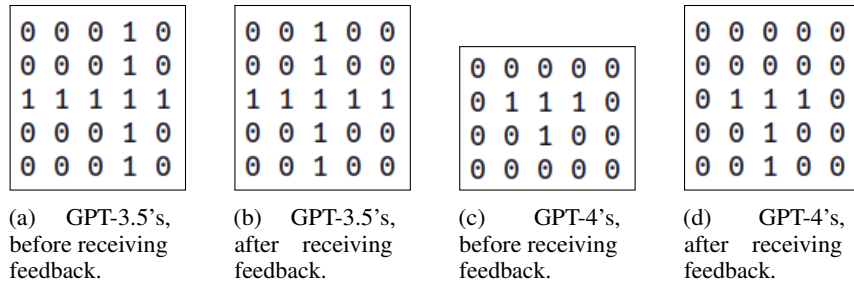 0 0 0 1 0
0 0 0 1 0
1 1 1 1 1
0 0 0 1 0
0 0 0 1 0
(a) GPT-3.5's,
before receiving
feedback.
0 0 1 0 0
0 0 1 0 0
1 1 1 1 1
0 0 1 0 0
0 0 1 0 0
(b) GPT-3.5's,
after receiving
feedback.
0 0 0 0 0
0 1 1 1 0
0 0 1 0 0
0 0 0 0 0
(c) GPT-4's,
before receiving
feedback.
0 0 0 0 0
0 0 0 0 0
0 1 1 1 0
0 0 1 0 0
0 0 1 0 0
(d) GPT-4's,
after receiving
feedback.